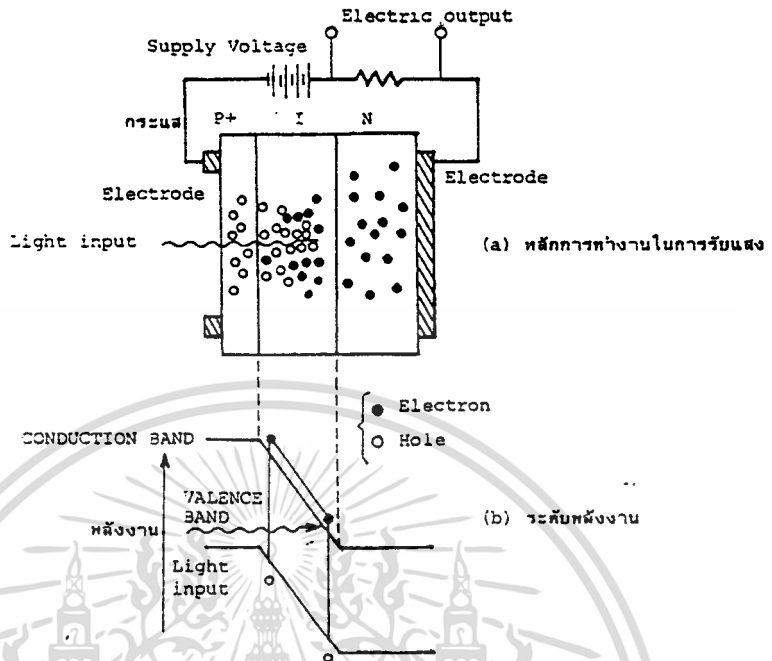 Electric output
Supply Voltage
กระแส
P+ I N
Electrode
Electrode
Light input
(a) หลักการทำงานในการรับแสง
Electron
Hole
CONDUCTION BAND
VALENCE
BAND
พลังงาน
(b) ระดับพลังงาน
Light
input